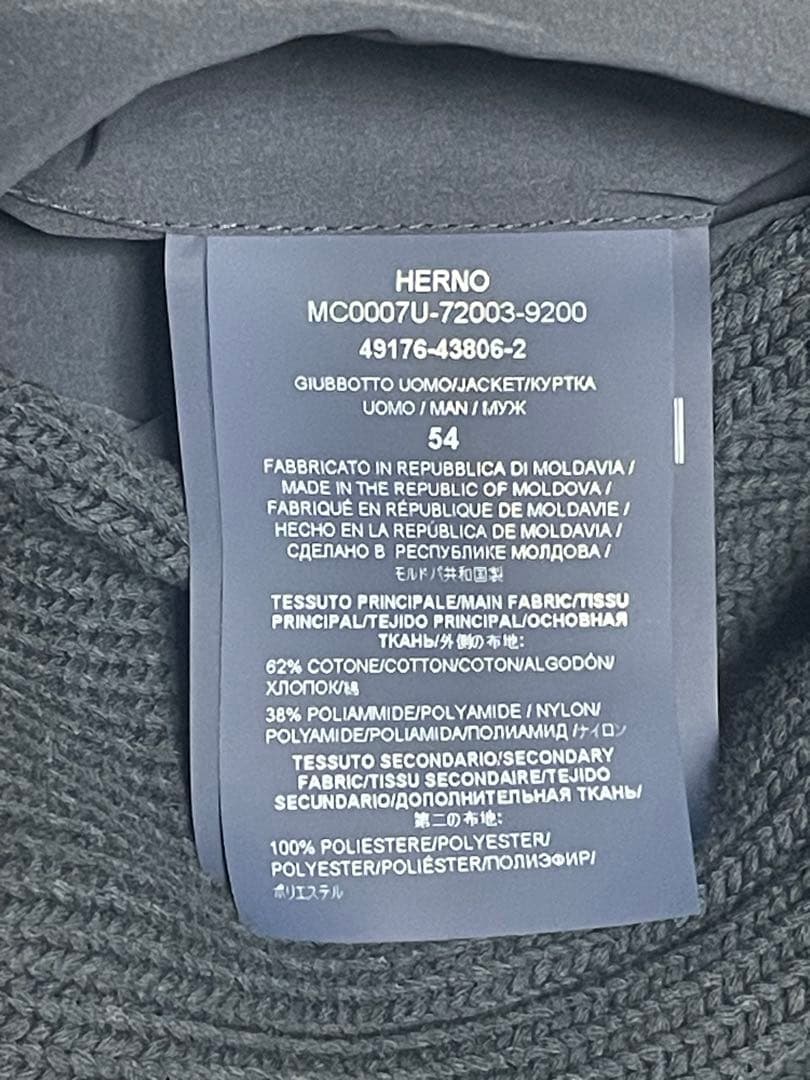 HERNO
MC0007U-72003-9200
49176-43806-2
GIUBBOTTO UOMO/JACKET/КУРТКА
UOMO / MAN / МУЖ
54
FABBRICATO IN REPUBBLICA DI MOLDAVIA /
MADE IN THE REPUBLIC OF MOLDOVA /
FABRIQUÉ EN RÉPUBLIQUE DE MOLDAVIE /
HECHO EN LA REPÚBLICA DE MOLDAVIA /
СДЕЛАНО В РЕСПУБЛИКЕ МОЛДОВА /
モルドバ共和国製
TESSUTO PRINCIPALE/MAIN FABRIC/TISSU
PRINCIPAL/TEJIDO PRINCIPAL/ОСНОВНАЯ
ТКАНЬ/外側の布地:
62% COTONE/COTTON/COTON/ALGODÓN/
ХЛОПОК/綿
38% POLIAMMIDE/POLYAMIDE / NYLON/
POLYAMIDE/POLIAMIDA/ПОЛИАМИД /ナイロン
TESSUTO SECONDARIO/SECONDARY
FABRIC/TISSU SECONDAIRE/TEJIDO
SECUNDARIO/ДОПОЛНИТЕЛЬНАЯ ТКАНЬ/
第二の布地:
100% POLIESTERE/POLYESTER/
POLYESTER/POLIÉSTER/ПОЛИЭФИР/
ポリエステル